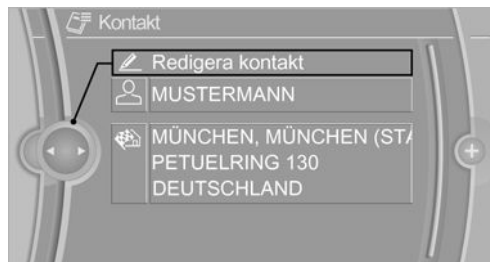 Kontakt
Redigera kontakt
MUSTERMANN
MÜNCHEN, MÜNCHEN (STA
PETUELRING 130
DEUTSCHLAND